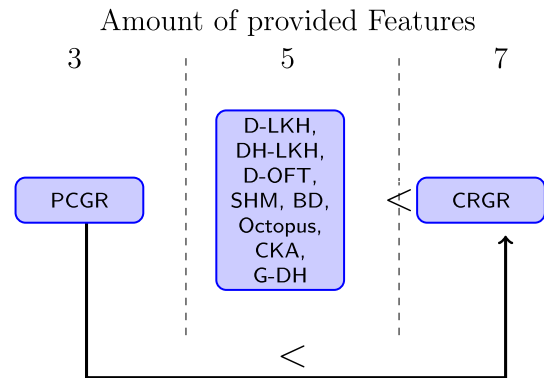 Amount of provided Features
3 5 7
D-LKH,
DH-LKH,
D-OFT,
PCGR SHM, BD, < CRGR
Octopus,
CKA,
G-DH
<